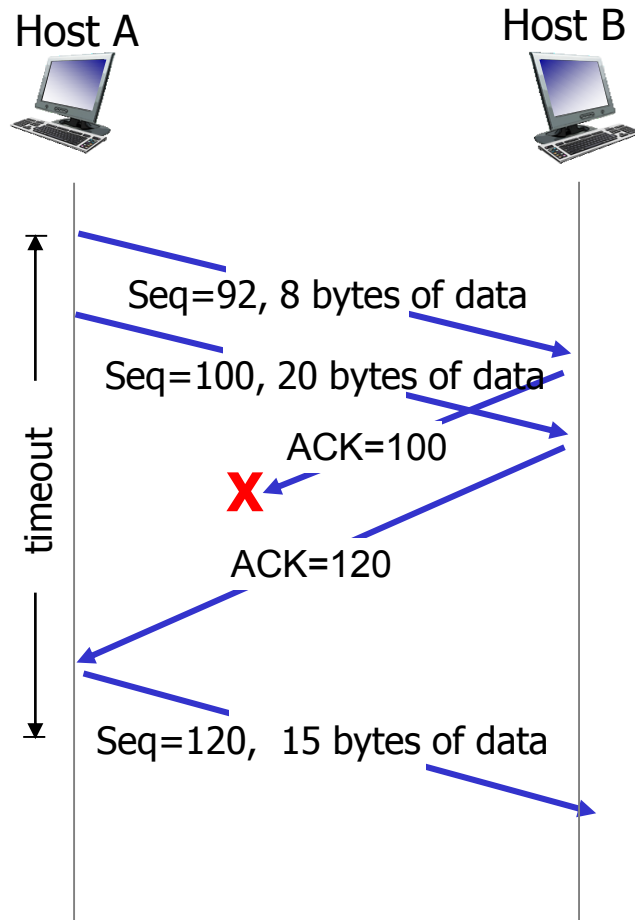 Host A
Host B
Seq=92, 8 bytes of data
Seq=100, 20 bytes of data
ACK=100
X
timeout
ACK=120
Seq=120, 15 bytes of data